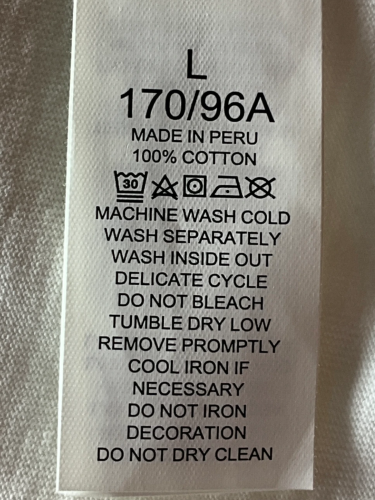 L
170/96A
MADE IN PERU
100% COTTON
30
MACHINE WASH COLD
WASH SEPARATELY
WASH INSIDE OUT
DELICATE CYCLE
DO NOT BLEACH
TUMBLE DRY LOW
REMOVE PROMPTLY
COOL IRON IF
NECESSARY
DO NOT IRON
DECORATION
DO NOT DRY CLEAN